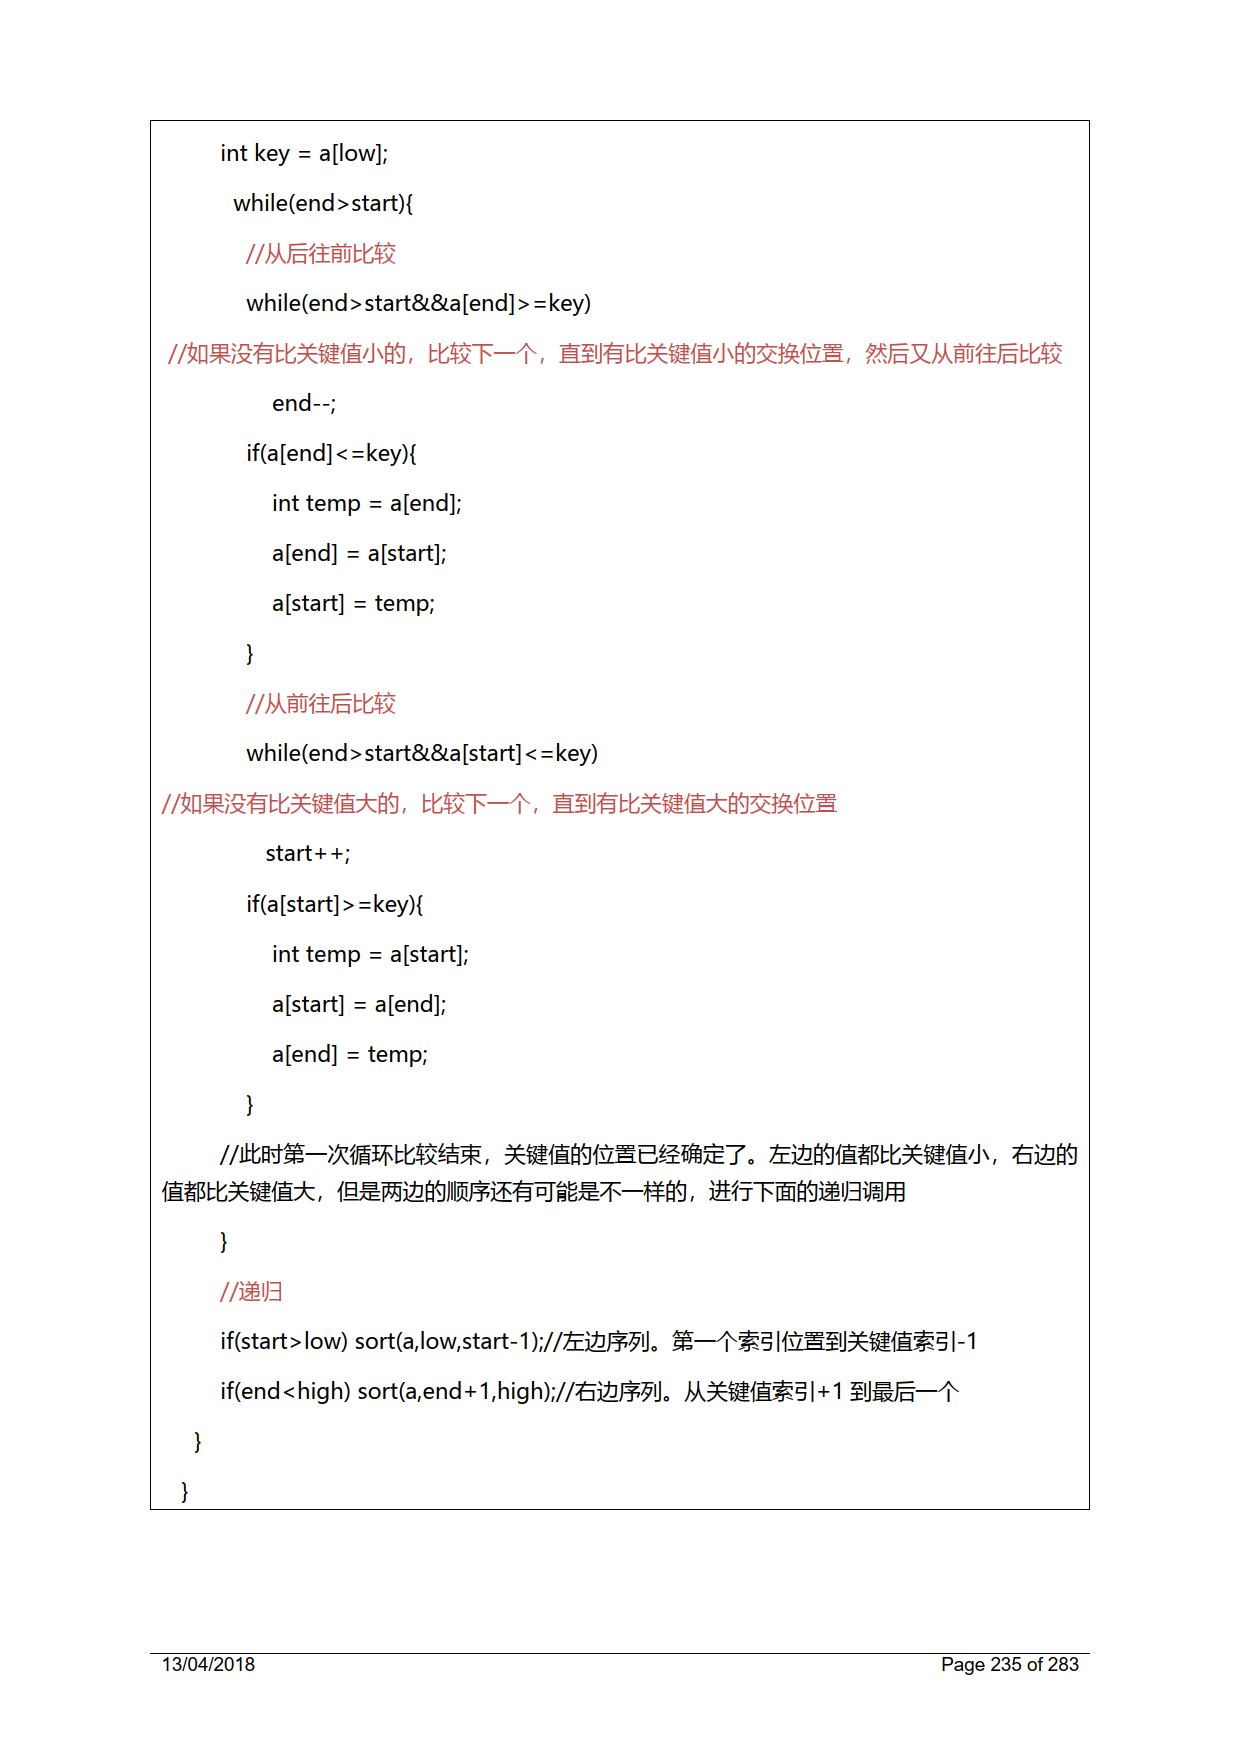 int key = a[low];
while(end>start){
//从后往前比较
while(end>start&&a[end]>=key)
//如果没有比关键值小的，比较下一个，直到有比关键值小的交换位置，然后又从前往后比较
end--;
if(a[end]<=key){
int temp = a[end];
a[end] = a[start];
a[start] = temp;
}
//从前往后比较
while(end>start&&a[start]<=key)
//如果没有比关键值大的，比较下一个，直到有比关键值大的交换位置
start++;
if(a[start]>=key){
int temp = a[start];
a[start] = a[end];
a[end] = temp;
}
//此时第一次循环比较结束，关键值的位置已经确定了。左边的值都比关键值小，右边的
值都比关键值大，但是两边的顺序还有可能是不一样的，进行下面的递归调用
}
//递归
if(start>low) sort(a,low,start-1);//左边序列。第一个索引位置到关键值索引-1
if(end<high) sort(a,end+1,high);//右边序列。从关键值索引+1 到最后一个
}
}
13/04/2018 Page 235 of 283